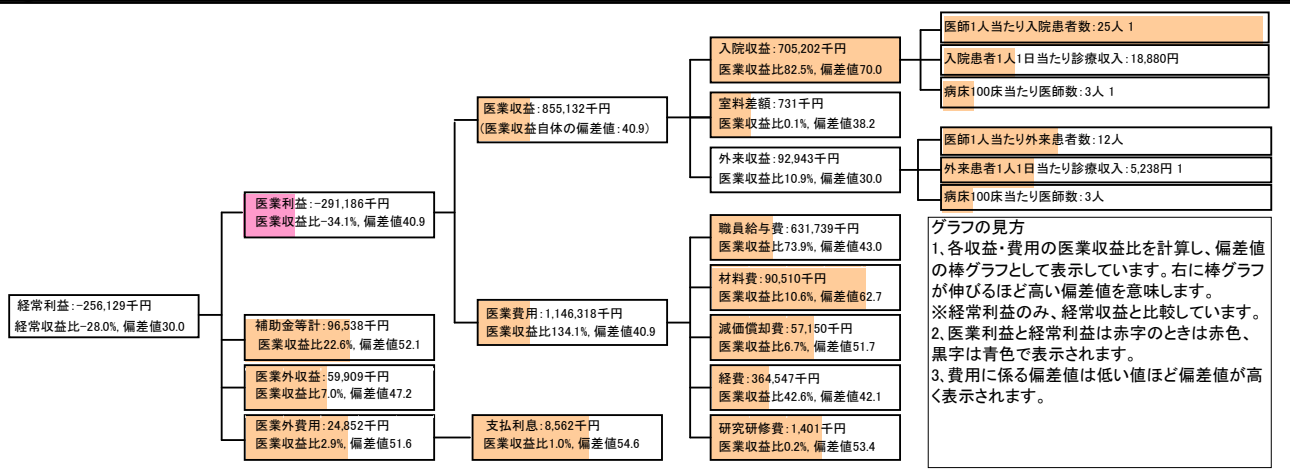 経常利益:-256,129千円
経常収益比-28.0%, 偏差値30.0
医業利益:-291,186千円
医業収益比-34.1%, 偏差値40.9
補助金等計:96,538千円
医業収益比22.6%, 偏差値52.1
医業外収益:59,909千円
医業収益比7.0%, 偏差値47.2
医業外費用:24,852千円
医業収益比2.9%, 偏差値51.6
医業収益:855,132千円
(医業収益自体の偏差値:40.9)
医業費用:1,146,318千円
医業収益比134.1%, 偏差値40.9
支払利息:8,562千円
医業収益比1.0%, 偏差値54.6
入院収益:705,202千円
医業収益比82.5%, 偏差値70.0
室料差額:731千円
医業収益比0.1%, 偏差値38.2
外来収益:92,943千円
医業収益比10.9%, 偏差値30.0
職員給与費:631,739千円
医業収益比73.9%, 偏差値43.0
材料費:90,510千円
医業収益比10.6%, 偏差値62.7
減価償却費:57,150千円
医業収益比6.7%, 偏差値51.7
経費:364,547千円
医業収益比42.6%, 偏差値42.1
研究研修費:1,401千円
医業収益比0.2%, 偏差値53.4
医師1人当たり入院患者数:25人 1
入院患者1人1日当たり診療収入:18,880円
病床100床当たり医師数:3人 1
医師1人当たり外来患者数:12人
外来患者1人1日当たり診療収入:5,238円 1
病床100床当たり医師数:3人
グラフの見方
1、各収益・費用の医業収益比を計算し、偏差値
の棒グラフとして表示しています。右に棒グラフ
が伸びるほど高い偏差値を意味します。
※経常利益のみ、経常収益と比較しています。
2、医業利益と経常利益は赤字のときは赤色、
黒字は青色で表示されます。
3、費用に係る偏差値は低い値ほど偏差値が高
く表示されます。